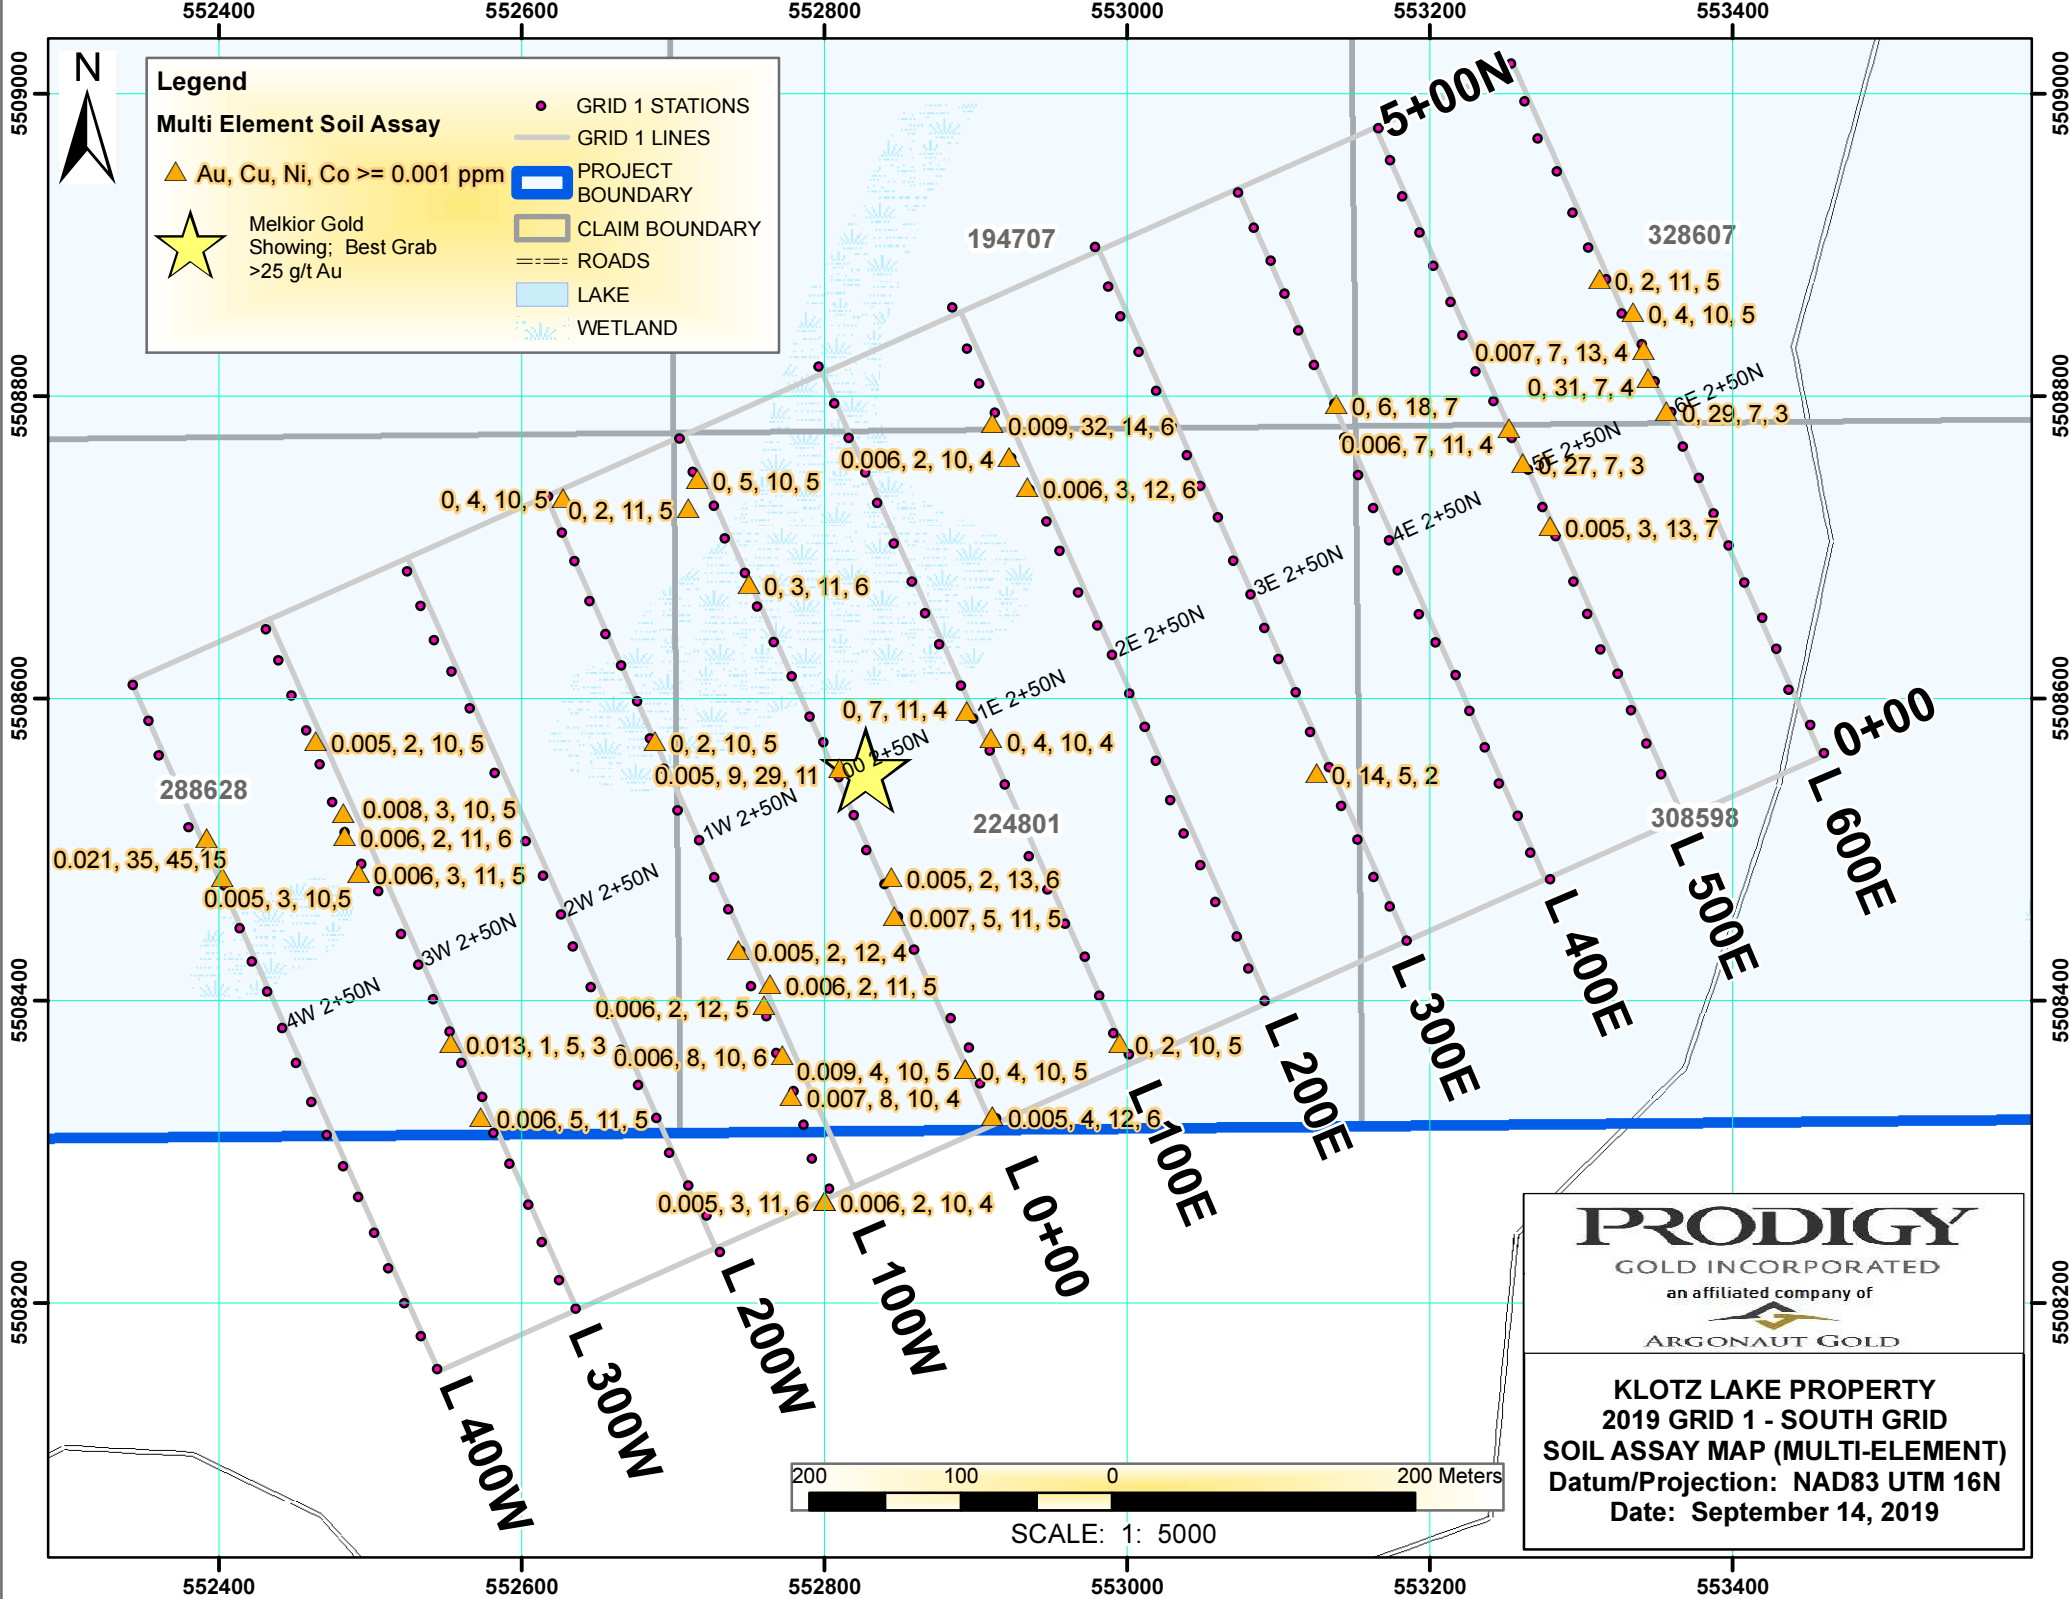 552400 552600 552800 553000 553200 553400
5509000
5508800
5508600
5508400
5508200
5509000
5508800
5508600
5508400
5508200
N
Legend
Multi Element Soil Assay
Au, Cu, Ni, Co >= 0.001 ppm
Melkior Gold
Showing; Best Grab
>25 g/t Au
GRID 1 STATIONS
GRID 1 LINES
PROJECT
BOUNDARY
CLAIM BOUNDARY
ROADS
LAKE
WETLAND
5+00N
194707
328607
0, 2, 11, 5
0, 4, 10, 5
0.007, 7, 13, 4
0, 31, 7, 4
6E 2+50N
0, 29, 7, 3
0, 6, 18, 7
0.009, 32, 14, 6
0.006, 7, 11, 4
5E 2+50N
0, 27, 7, 3
0.006, 2, 10, 4
0, 5, 10, 5
0.006, 3, 12, 6
0, 4, 10, 5
0, 2, 11, 5
4E 2+50N
0.005, 3, 13, 7
3E 2+50N
0, 3, 11, 6
2E 2+50N
1E 2+50N
0, 7, 11, 4
0+00
0.005, 2, 10, 5
0, 2, 10, 5
00 2+50N
0, 4, 10, 4
0.005, 9, 29, 11
0, 14, 5, 2
288628
0.008, 3, 10, 5
1W 2+50N
224801
308598
0.006, 2, 11, 6
0.021, 35, 45,15
0.006, 3, 11, 5
2W 2+50N
0.005, 2, 13, 6
0.005, 3, 10,5
0.007, 5, 11, 5
3W 2+50N
0.005, 2, 12, 4
0.006, 2, 11, 5
4W 2+50N
0.006, 2, 12, 5
0.013, 1, 5, 3
0.006, 8, 10, 6
0, 2, 10, 5
0.009, 4, 10, 5
0, 4, 10, 5
0.007, 8, 10, 4
0.006, 5, 11, 5
0.005, 4, 12, 6
0.005, 3, 11, 6
0.006, 2, 10, 4
L 600E
L 500E
L 400E
L 300E
L 200E
L 100E
L 0+00
L 100W
L 200W
L 300W
L 400W
200 100 0 200 Meters
SCALE: 1: 5000
PRODIGY
GOLD INCORPORATED
an affiliated company of
ARGONAUT GOLD
KLOTZ LAKE PROPERTY
2019 GRID 1 - SOUTH GRID
SOIL ASSAY MAP (MULTI-ELEMENT)
Datum/Projection: NAD83 UTM 16N
Date: September 14, 2019
552400 552600 552800 553000 553200 553400